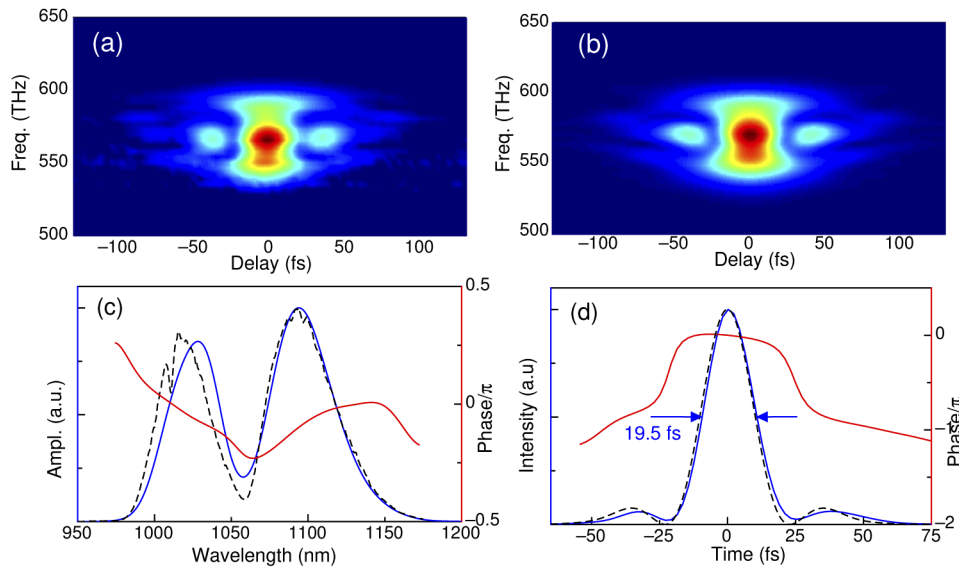 650
(a)
600
Freq. (THz)
550
500
−100
−50
0
50
100
Delay (fs)
650
(b)
600
Freq. (THz)
550
500
−100
−50
0
50
100
Delay (fs)
(c)
0.5
Ampl. (a.u.)
0
Phase/π
−0.5
950
1000
1050
1100
1150
1200
Wavelength (nm)
(d)
0
Intensity (a.u)
19.5 fs
−1
Phase/π
−2
−50
−25
0
25
50
75
Time (fs)